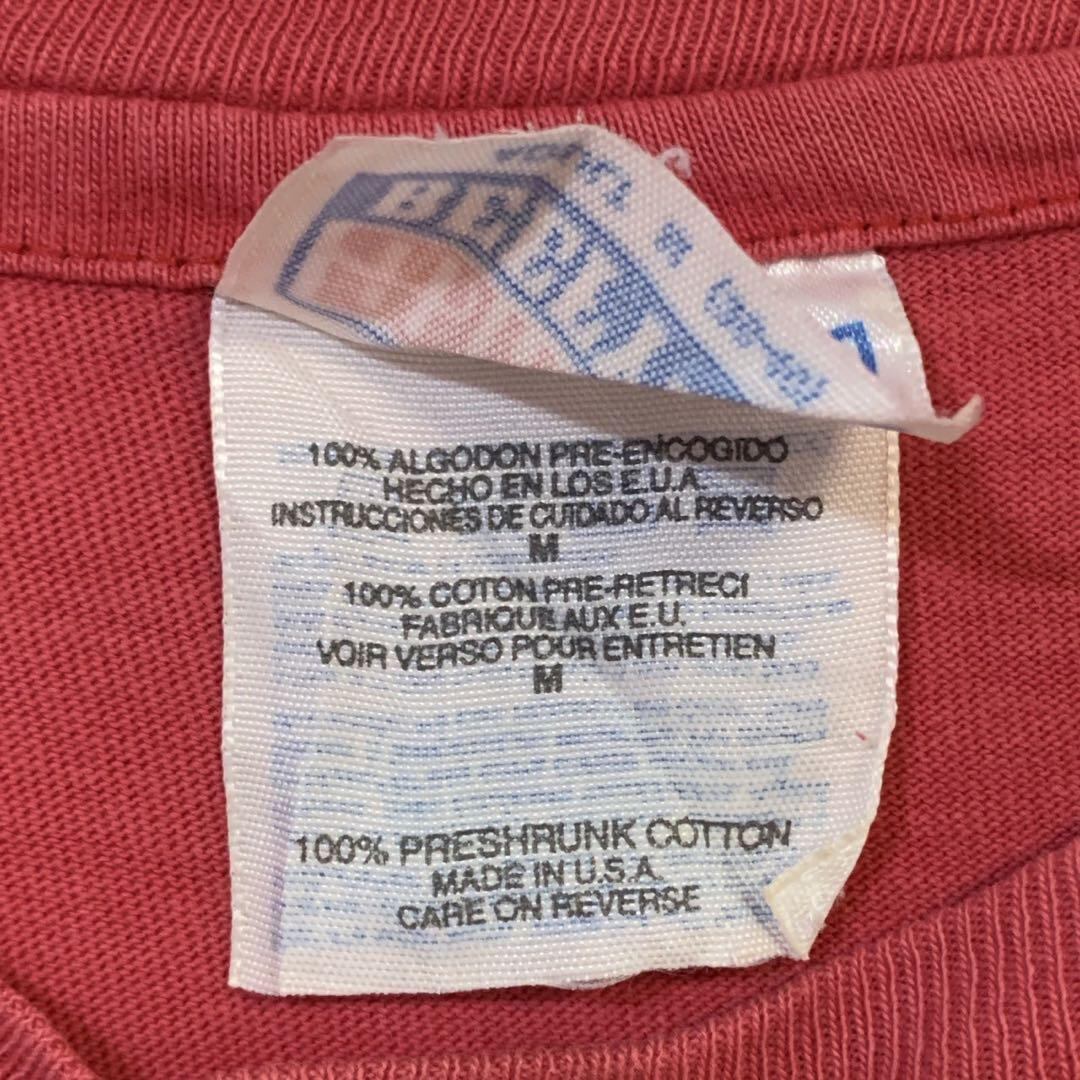 100% ALGODON PRE-ENCOGIDO
HECHO EN LOS E.U.A.
INSTRUCCIONES DE CUIDADO AL REVERSO
M
100% COTON PRE-RETRECI
FABRIQUE AUX E.U.
VOIR VERSO POUR ENTRETIEN
M
100% PRESHRUNK COTTON
MADE IN U.S.A.
CARE ON REVERSE